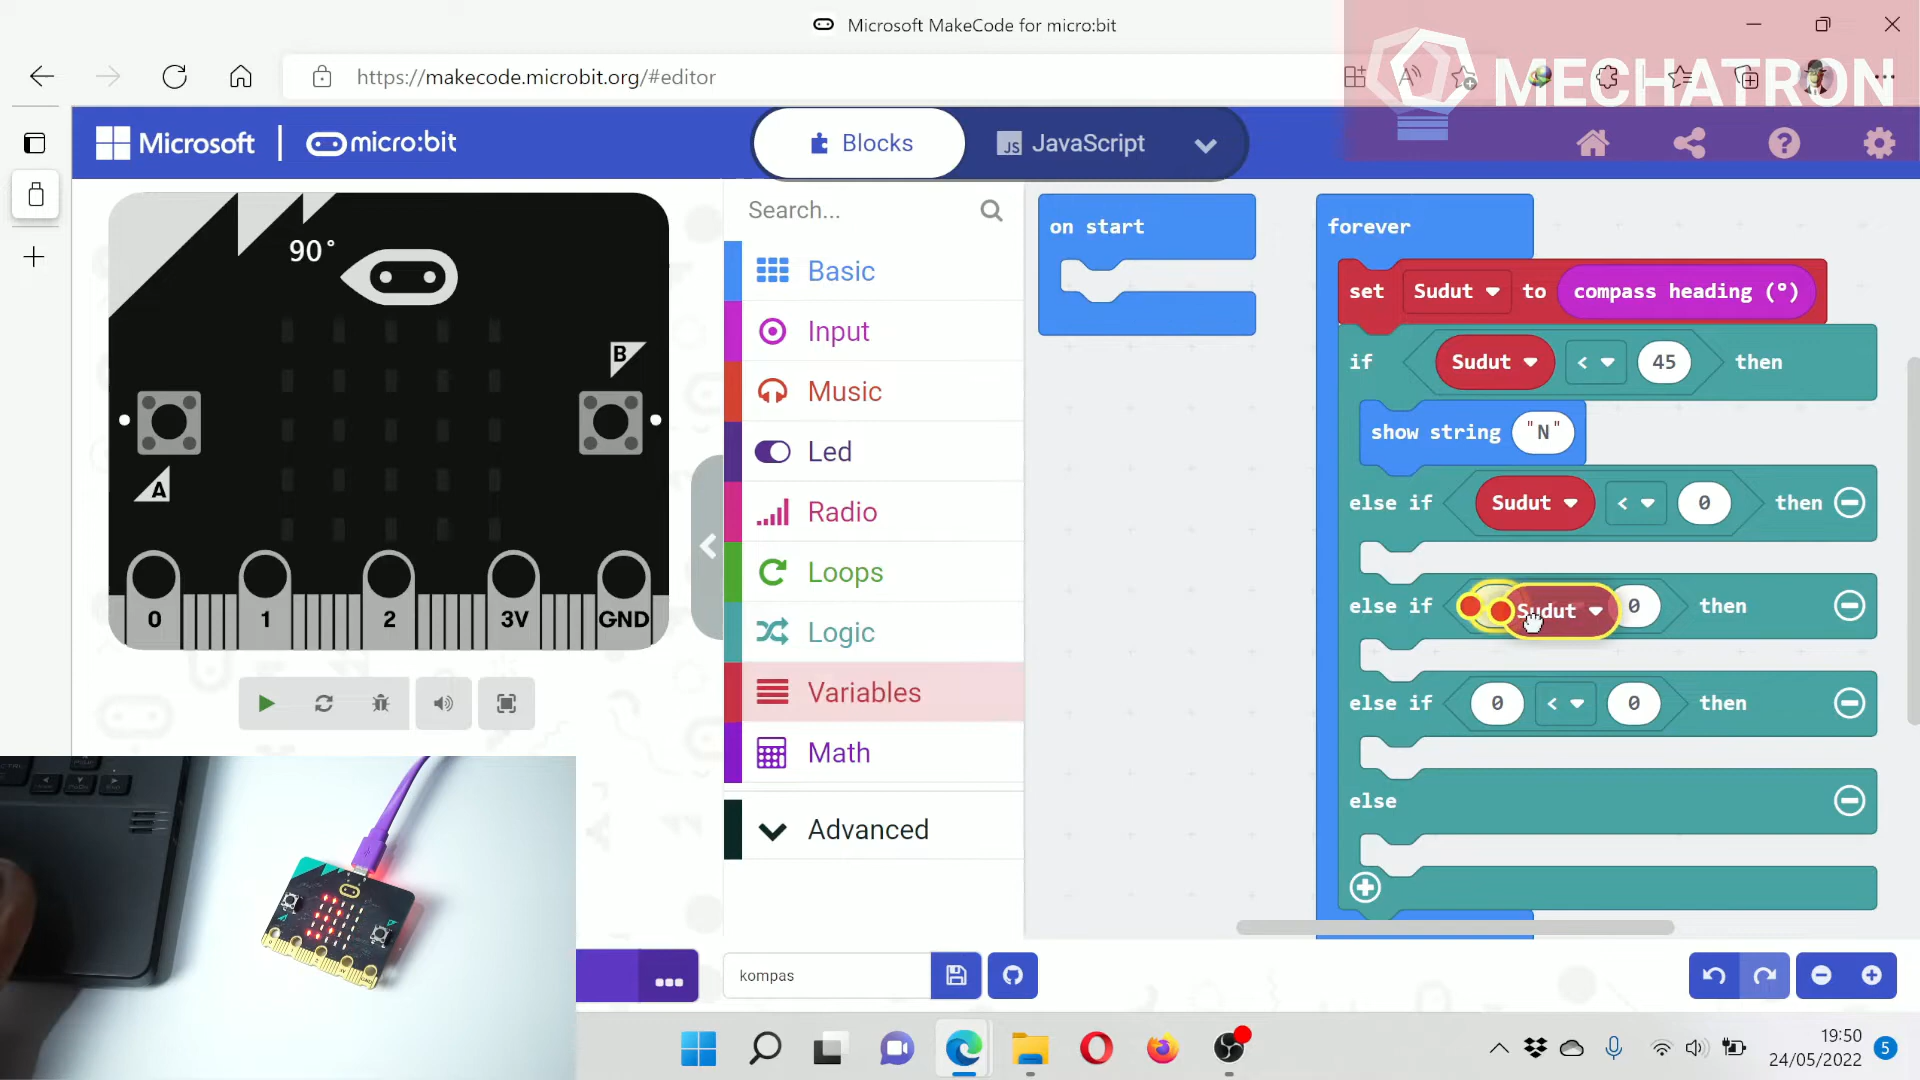 Microsoft MakeCode for micro:bit
MECHATRON
https://makecode.microbit.org/#editor
Microsoft | micro:bit
Blocks
JS JavaScript
90°
B
A
0 1 2 3V GND
Search...
Basic
Input
Music
Led
Radio
Loops
Logic
Variables
Math
Advanced
on start
forever
set Sudut to compass heading (°)
if Sudut < 45 then
show string "N"
else if Sudut < 0 then
else if Sudut 0 then
else if 0 < 0 then
else
kompas
19:50
24/05/2022
5